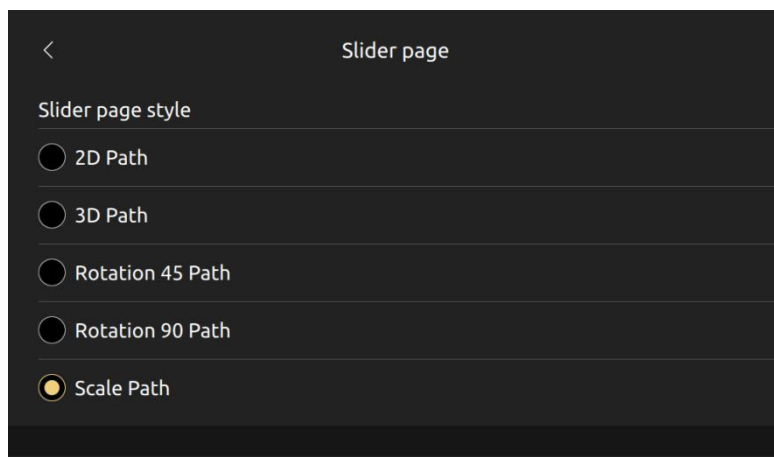 Slider page
Slider page style
2D Path
3D Path
Rotation 45 Path
Rotation 90 Path
Scale Path